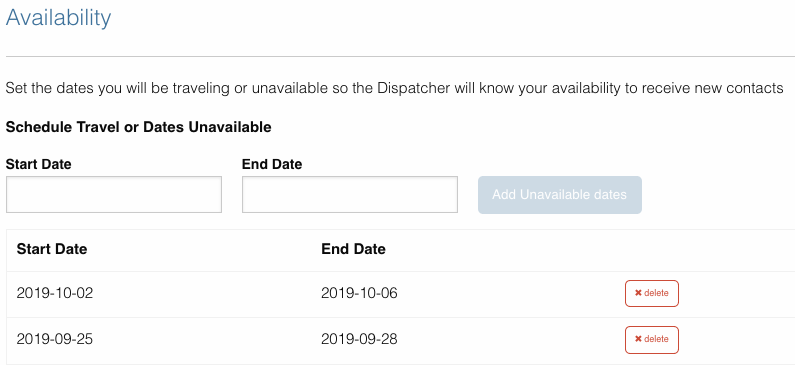 Availability
Set the dates you will be traveling or unavailable so the Dispatcher will know your availability to receive new contacts
Schedule Travel or Dates Unavailable
Start Date End Date
Add Unavailable dates
Start Date End Date
2019-10-02 2019-10-06 ✖ delete
2019-09-25 2019-09-28 ✖ delete